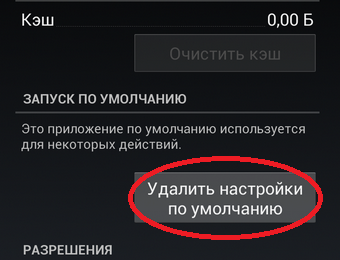 Кэш 0,00 Б
Очистить кэш
ЗАПУСК ПО УМОЛЧАНИЮ
Это приложение по умолчанию используется
для некоторых действий.
Удалить настройки
по умолчанию
РАЗРЕШЕНИЯ